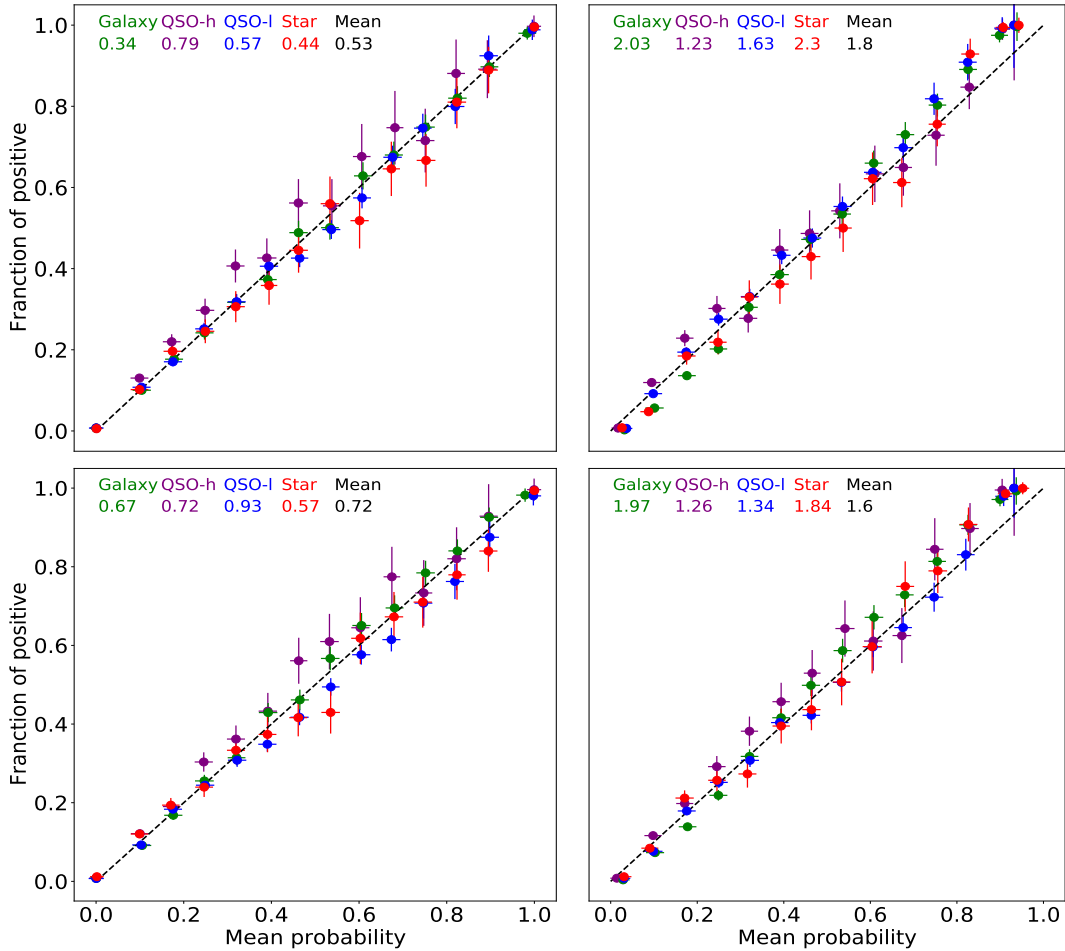 Galaxy QSO-h QSO-l Star Mean
0.34 0.79 0.57 0.44 0.53
1.0
0.8
0.6
0.4
0.2
0.0
Franction of positive
Galaxy QSO-h QSO-l Star Mean
2.03 1.23 1.63 2.3 1.8
Galaxy QSO-h QSO-l Star Mean
0.67 0.72 0.93 0.57 0.72
1.0
0.8
0.6
0.4
0.2
0.0
Franction of positive
0.0 0.2 0.4 0.6 0.8 1.0
Mean probability
Galaxy QSO-h QSO-l Star Mean
1.97 1.26 1.34 1.84 1.6
0.0 0.2 0.4 0.6 0.8 1.0
Mean probability